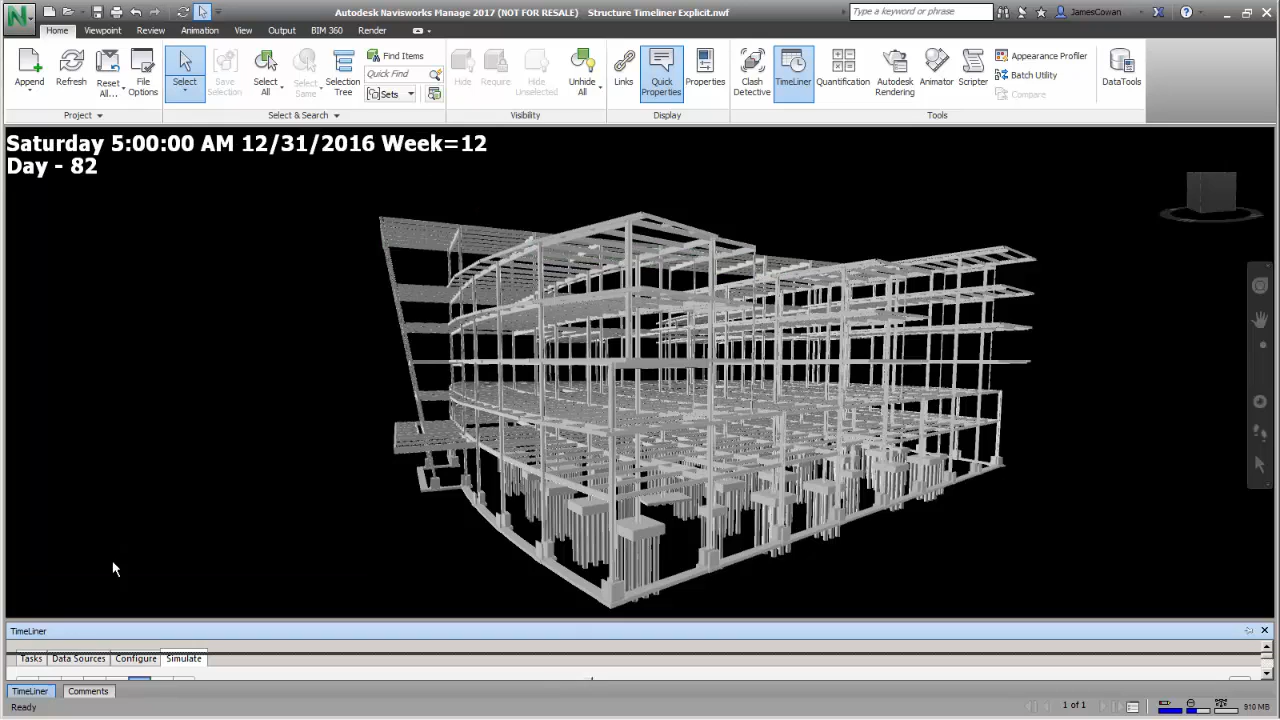 Autodesk Navisworks Manage 2017 (NOT FOR RESALE) Structure Timeliner Explicit.nwf
Type a keyword or phrase
JamesCowan
Home Viewpoint Review Animation View Output BIM 360 Render
Append
Refresh
Reset All...
File Options
Project
Select
Save Selection
Select All
Select Same
Selection Tree
Find Items
Quick Find
Sets
Select & Search
Hide
Require
Hide Unselected
Unhide All
Visibility
Links
Quick Properties
Properties
Display
Clash Detective
TimeLiner
Quantification
Autodesk Rendering
Animator
Scripter
Appearance Profiler
Batch Utility
Compare
DataTools
Tools
Saturday 5:00:00 AM 12/31/2016 Week=12
Day - 82
TimeLiner
Tasks Data Sources Configure Simulate
TimeLiner Comments
Ready
1 of 1
910 MB